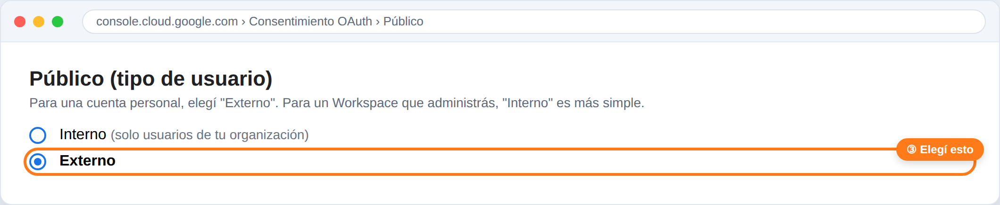 console.cloud.google.com › Consentimiento OAuth › Público
Público (tipo de usuario)
Para una cuenta personal, elegí "Externo". Para un Workspace que administrás, "Interno" es más simple.
Interno (solo usuarios de tu organización)
③ Elegí esto
Externo